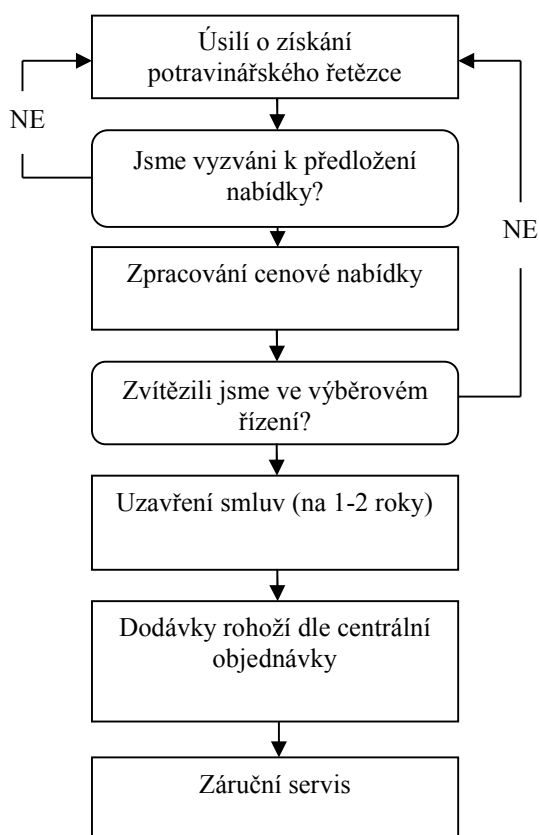 Úsilí o získání
potravinářského řetězce
NE
Jsme vyzváni k předložení
nabídky?
NE
Zpracování cenové nabídky
Zvítězili jsme ve výběrovém
řízení?
Uzavření smluv (na 1-2 roky)
Dodávky rohoží dle centrální
objednávky
Záruční servis